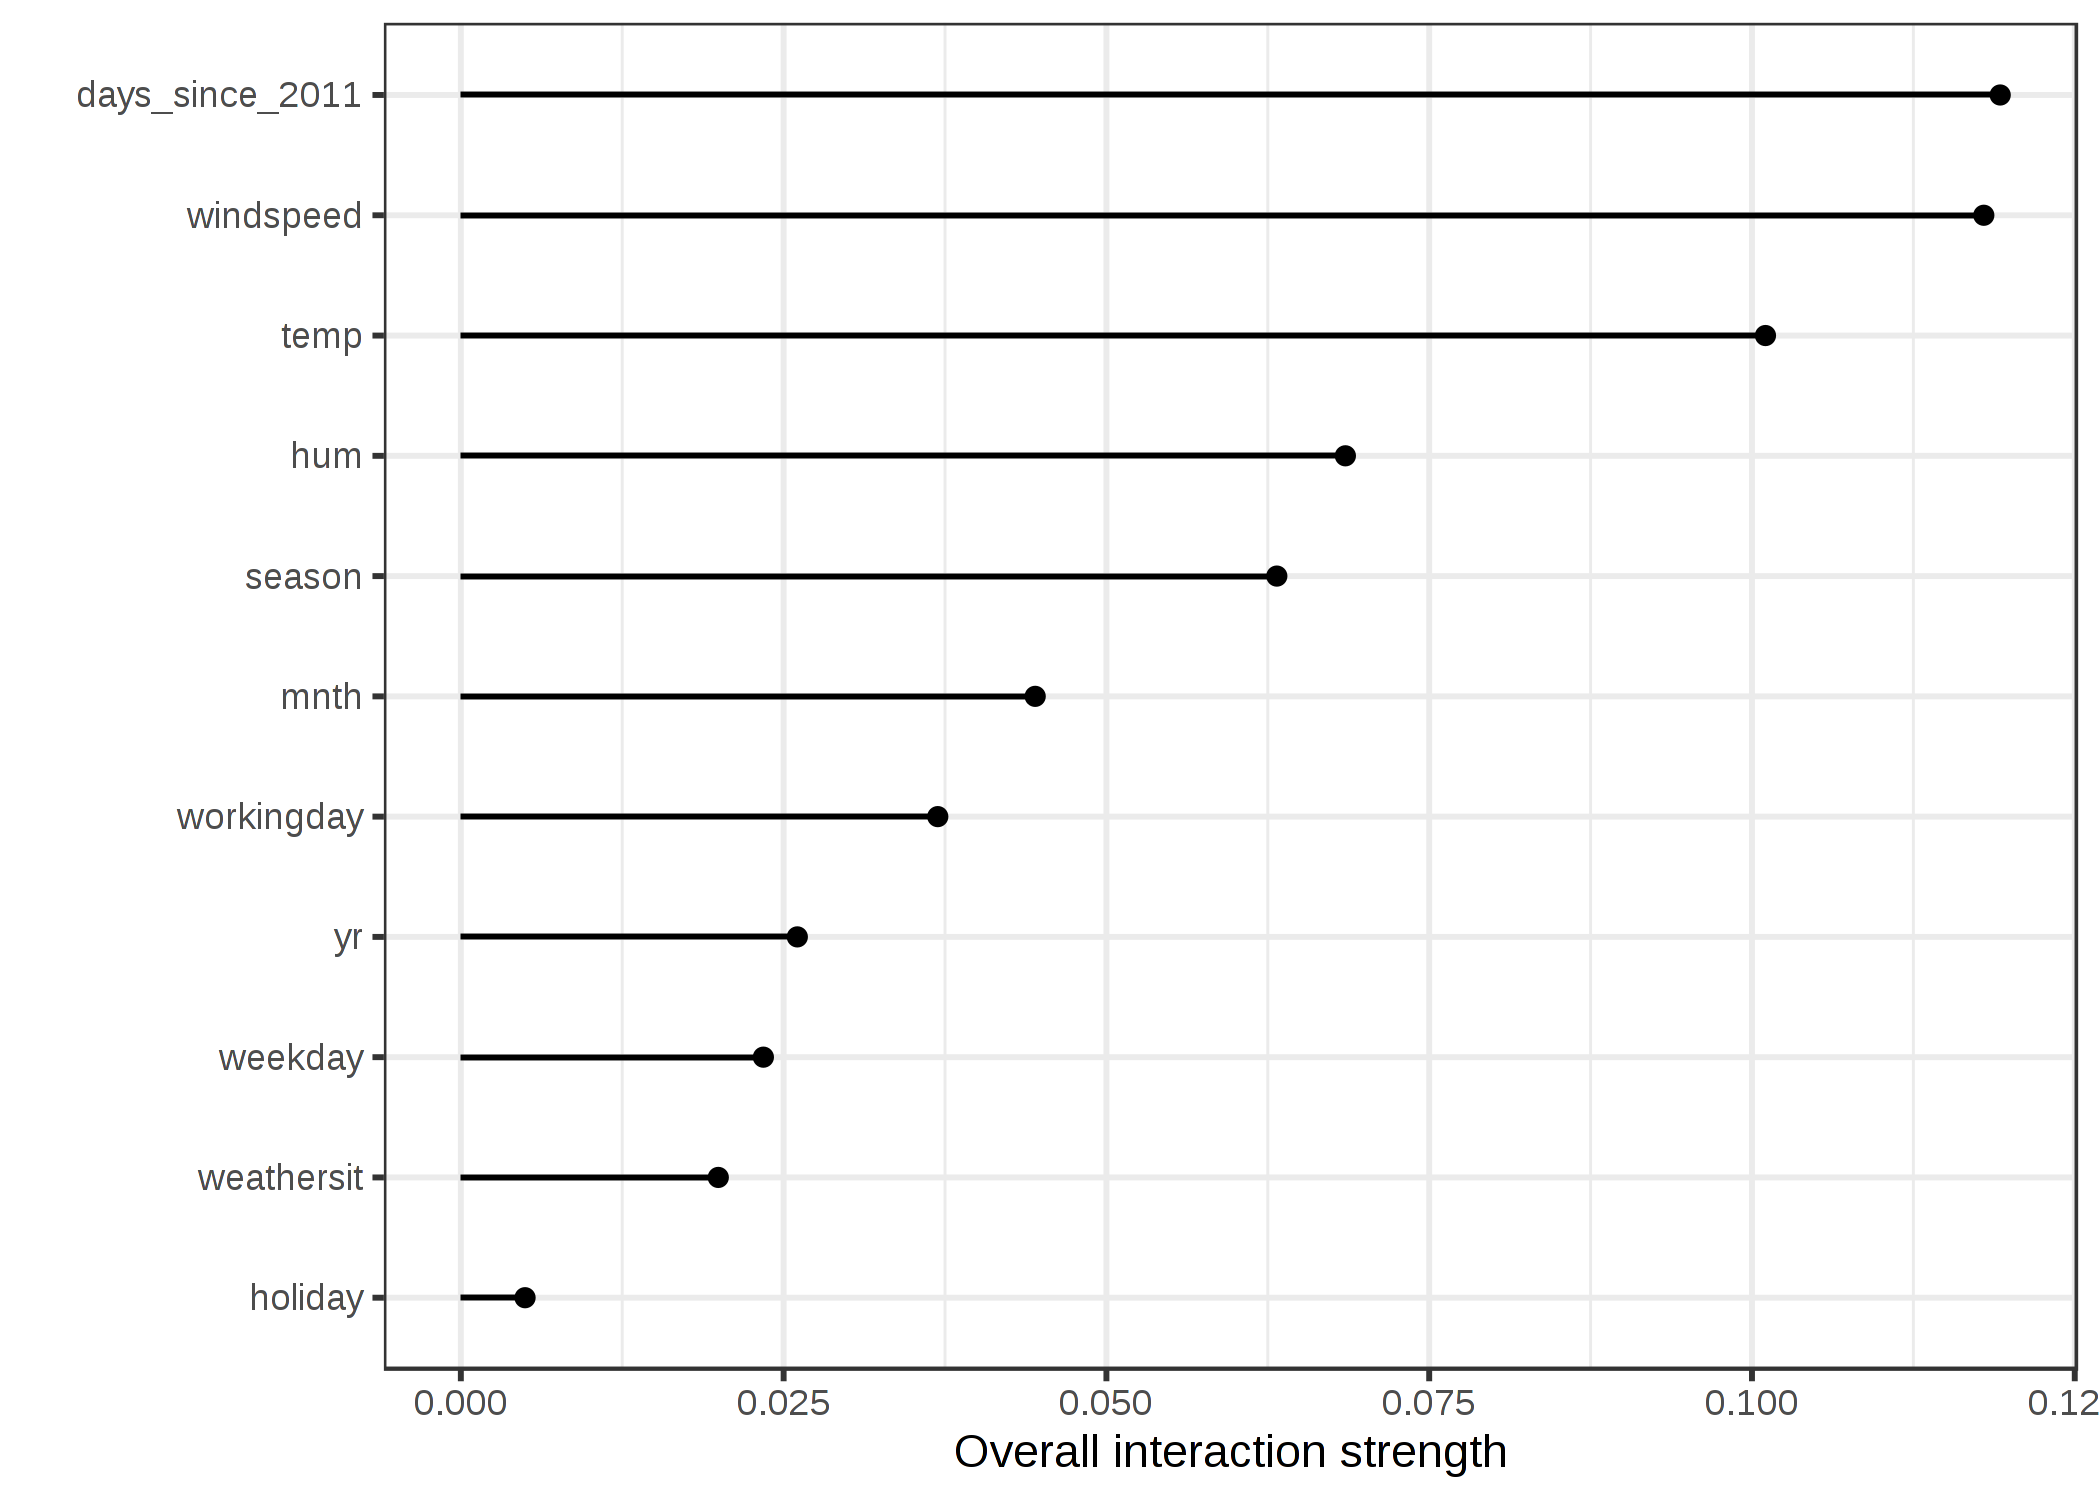 days_since_2011
windspeed
temp
hum
season
mnth
workingday
yr
weekday
weathersit
holiday
0.000 0.025 0.050 0.075 0.100 0.12
Overall interaction strength